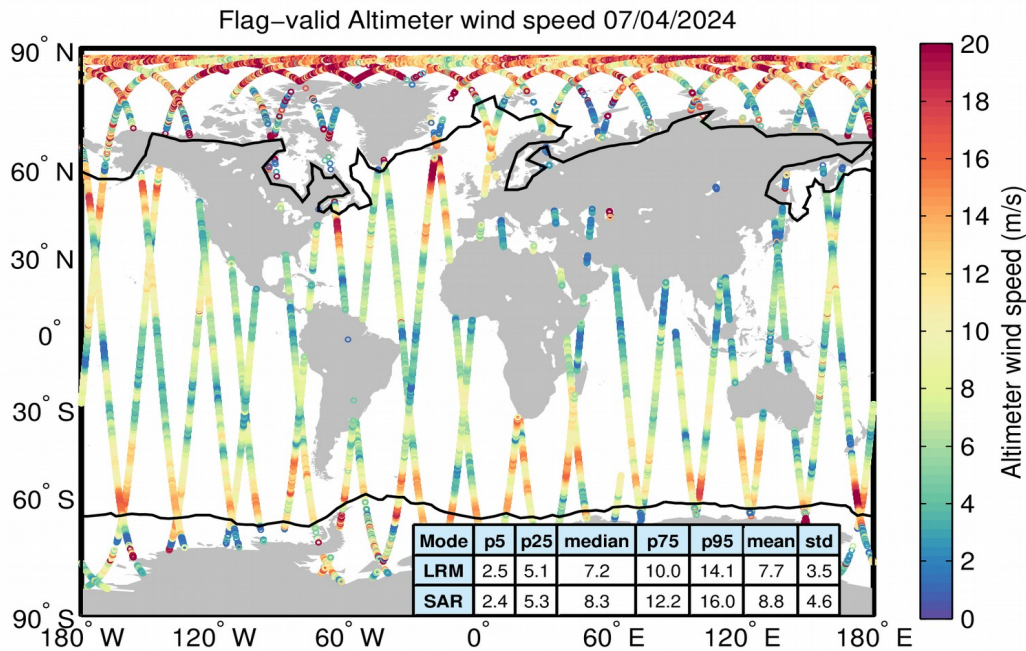 Flag-valid Altimeter wind speed 07/04/2024
90° N
60° N
30° N
0°
30° S
60° S
90° S
180° W
120° W
60° W
0°
60° E
120° E
180° E
Mode p5 p25 median p75 p95 mean std
LRM 2.5 5.1 7.2 10.0 14.1 7.7 3.5
SAR 2.4 5.3 8.3 12.2 16.0 8.8 4.6
20
18
16
14
12
10
8
6
4
2
0
Altimeter wind speed (m/s)